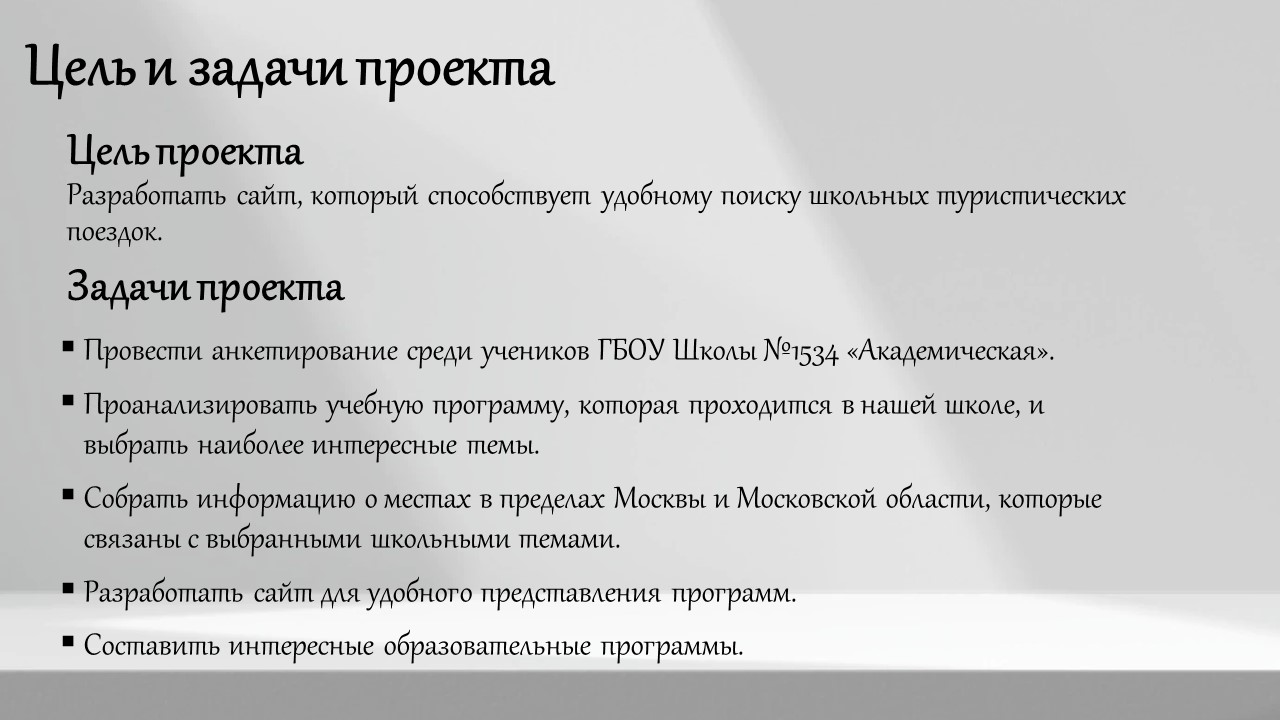 Цель и задачи проекта
Цель проекта
Разработать сайт, который способствует удобному поиску школьных туристических
поездок.
Задачи проекта
▪ Провести анкетирование среди учеников ГБОУ Школы №1534 «Академическая».
▪ Проанализировать учебную программу, которая проходится в нашей школе, и
выбрать наиболее интересные темы.
▪ Собрать информацию о местах в пределах Москвы и Московской области, которые
связаны с выбранными школьными темами.
▪ Разработать сайт для удобного представления программ.
▪ Составить интересные образовательные программы.